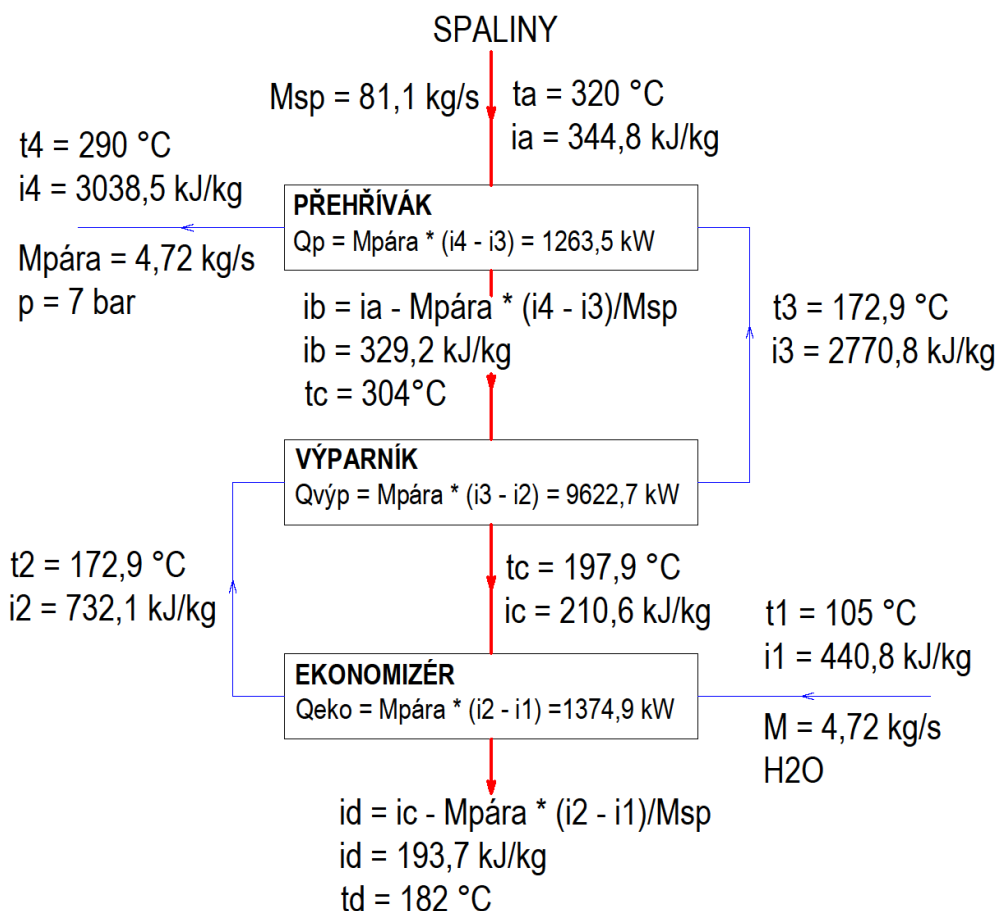 SPALINY
Msp = 81,1 kg/s
ta = 320 °C
ia = 344,8 kJ/kg
t4 = 290 °C
i4 = 3038,5 kJ/kg
PŘEHŘÍVÁK
Qp = Mpára * (i4 - i3) = 1263,5 kW
Mpára = 4,72 kg/s
p = 7 bar
ib = ia - Mpára * (i4 - i3)/Msp
ib = 329,2 kJ/kg
tc = 304°C
t3 = 172,9 °C
i3 = 2770,8 kJ/kg
VÝPARNÍK
Qvýp = Mpára * (i3 - i2) = 9622,7 kW
t2 = 172,9 °C
i2 = 732,1 kJ/kg
tc = 197,9 °C
ic = 210,6 kJ/kg
t1 = 105 °C
i1 = 440,8 kJ/kg
EKONOMIZÉR
Qeko = Mpára * (i2 - i1) =1374,9 kW
M = 4,72 kg/s
H2O
id = ic - Mpára * (i2 - i1)/Msp
id = 193,7 kJ/kg
td = 182 °C